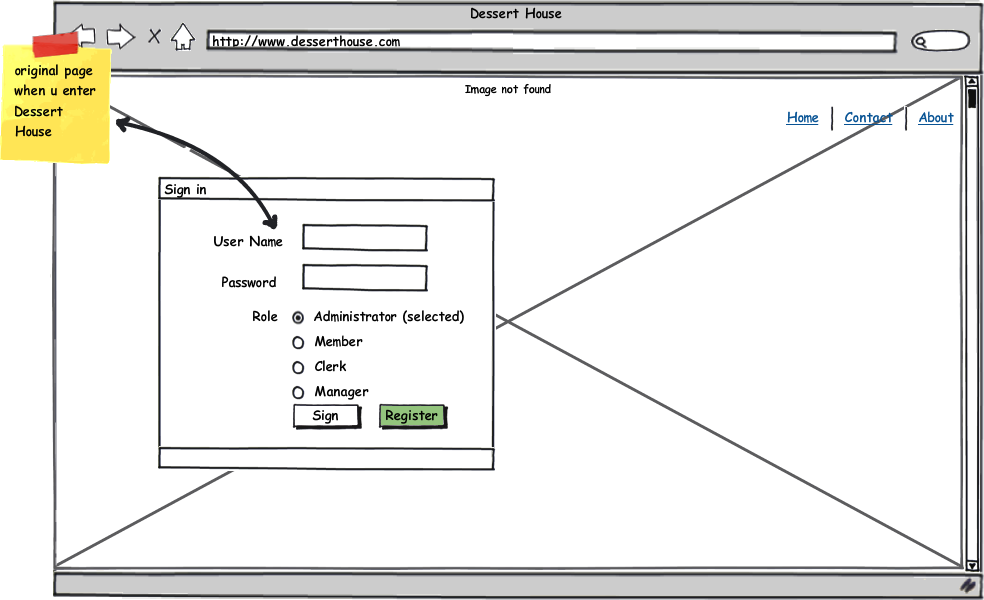 Dessert House
http://www.desserthouse.com
original page
when u enter
Dessert
House
Image not found
Home
Contact
About
Sign in
User Name
Password
Role
Administrator (selected)
Member
Clerk
Manager
Sign
Register